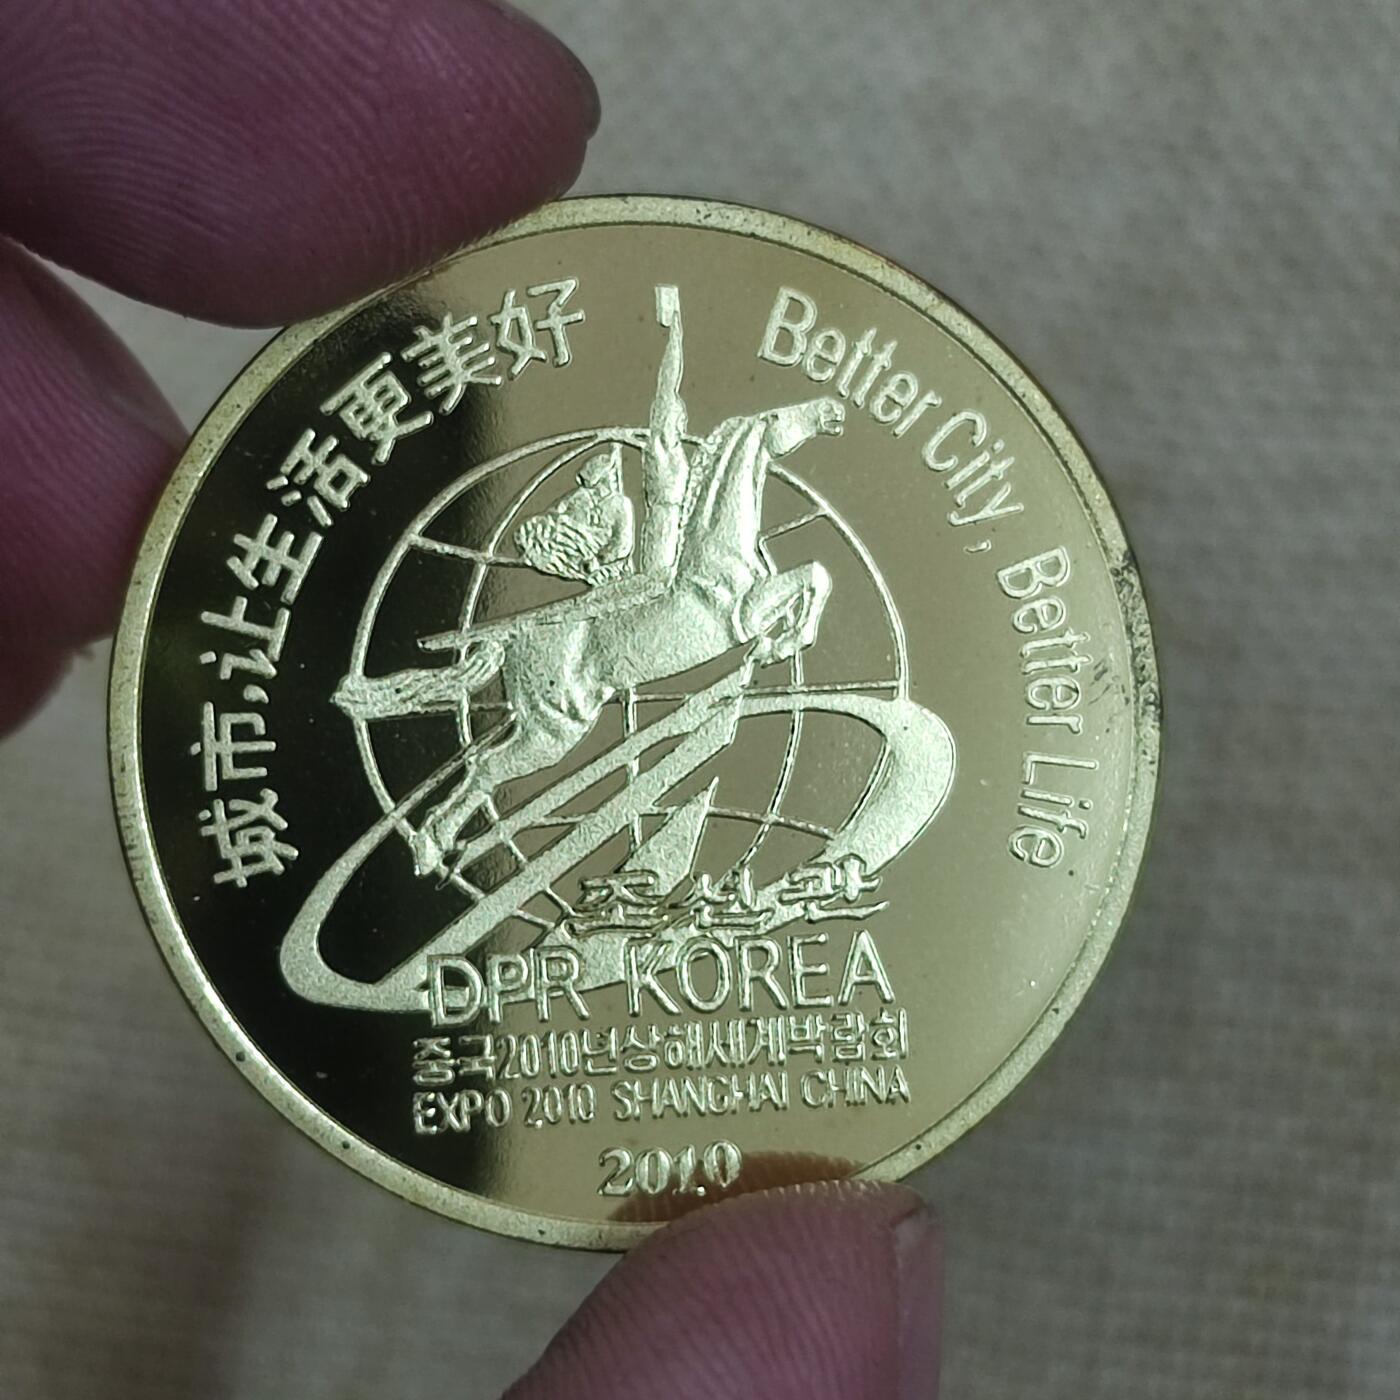 城市,让生活更美好
Better City, Better Life
조선관
DPR KOREA
중국2010년상해세계박람회
EXPO 2010 SHANGHAI CHINA
2010